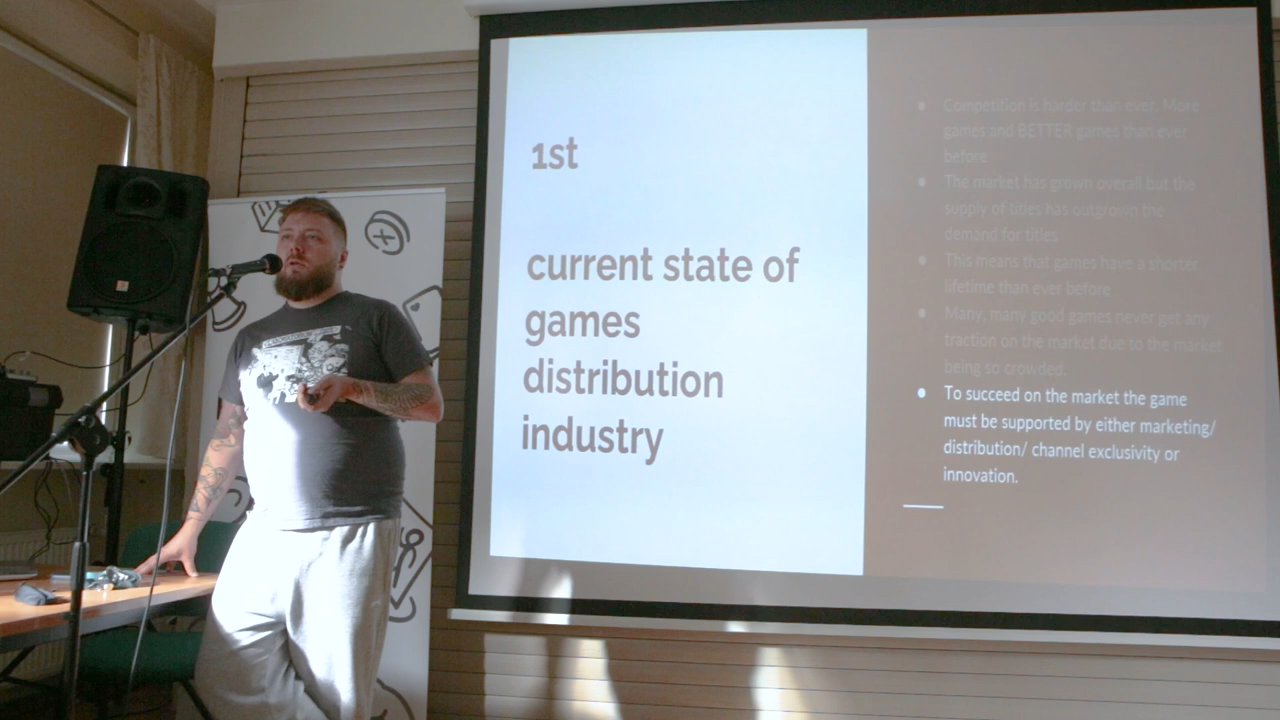 1st
current state of
games
distribution
industry
Competition is harder than ever. More
games and BETTER games than ever
before
The market has grown overall but the
supply of titles has outgrown the
demand for titles
This means that games have a shorter
lifetime than ever before
Many, many good games never get any
traction on the market due to the market
being so crowded.
To succeed on the market the game
must be supported by either marketing/
distribution/ channel exclusivity or
innovation.